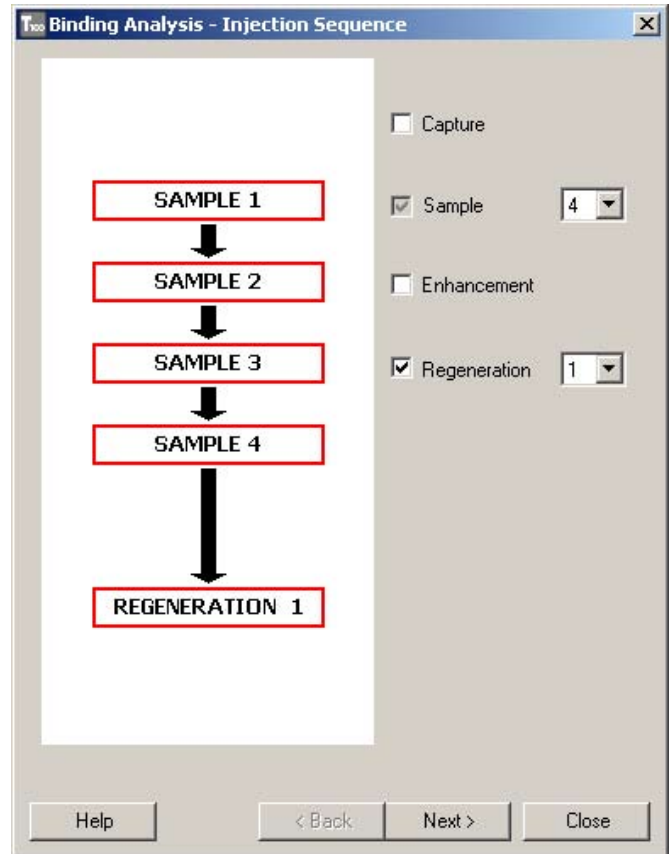 T100 Binding Analysis - Injection Sequence
SAMPLE 1
SAMPLE 2
SAMPLE 3
SAMPLE 4
REGENERATION 1
Capture
Sample 4
Enhancement
Regeneration 1
Help < Back Next > Close